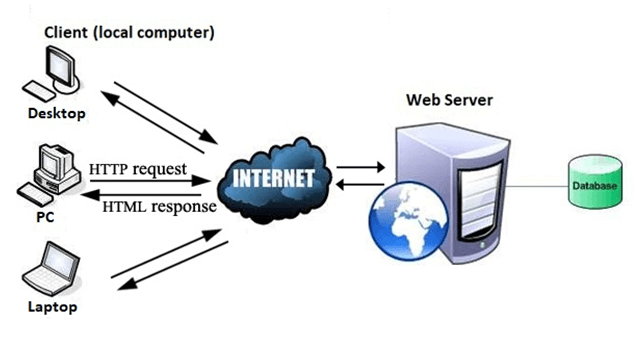 Client (local computer)
Desktop
Web Server
HTTP request
INTERNET
Database
HTML response
PC
Laptop